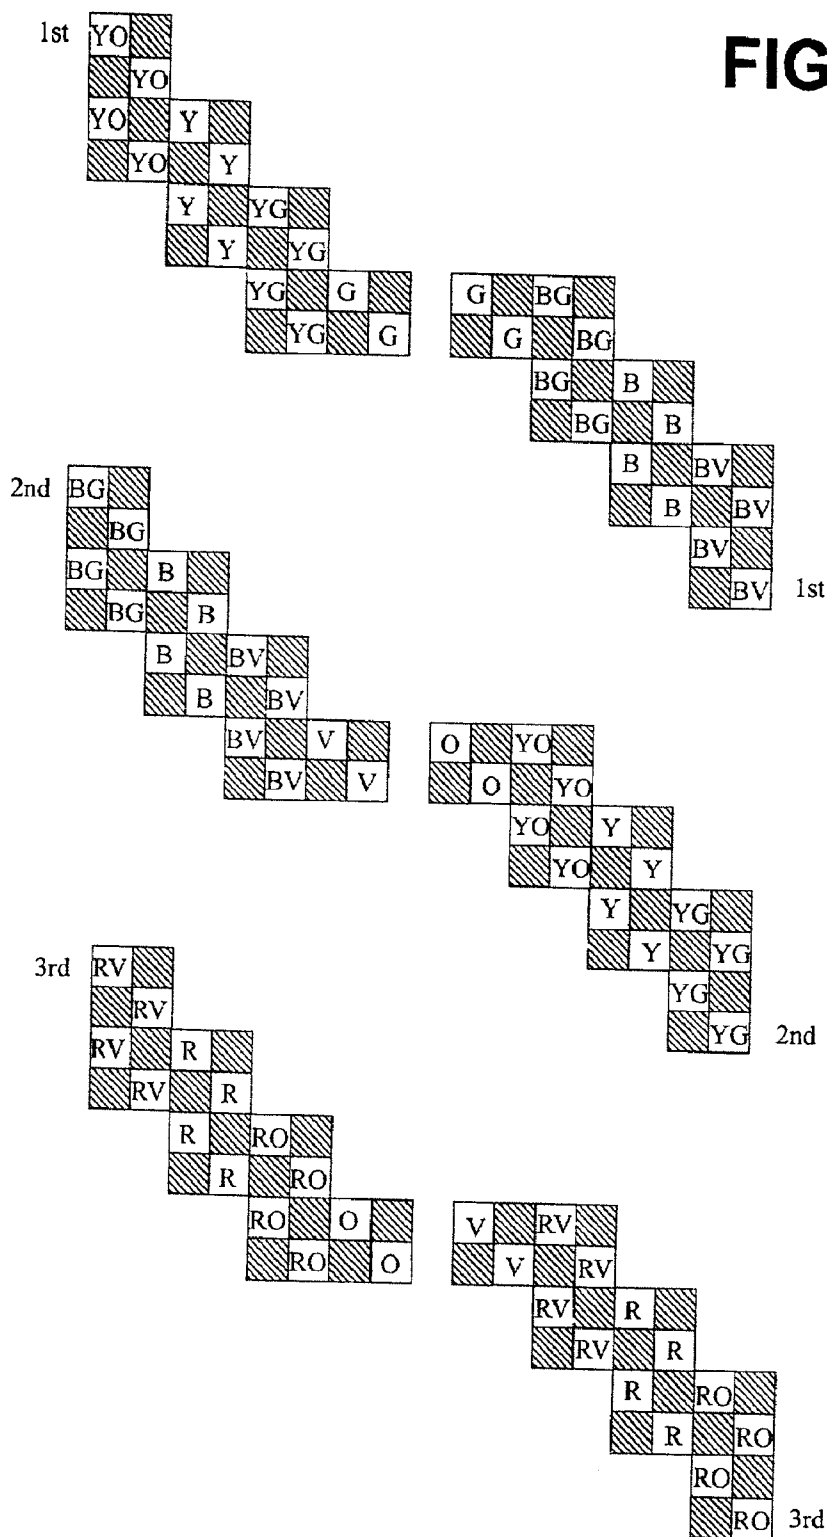 1st YO
FIG
YO
YO Y
YO Y
Y YG
Y YG
YG G G BG
YG G G BG
BG B
BG B
B BV
2nd BG B BV
BG BV
BG B BV 1st
BG B
B BV
B BV
BV V O YO
BV V O YO
YO Y
YO Y
Y YG
3rd RV Y YG
RV YG
RV R YG 2nd
RV R
R RO
R RO
RO O V RV
RO O V RV
RV R
RV R
R RO
R RO
RO
RO 3rd